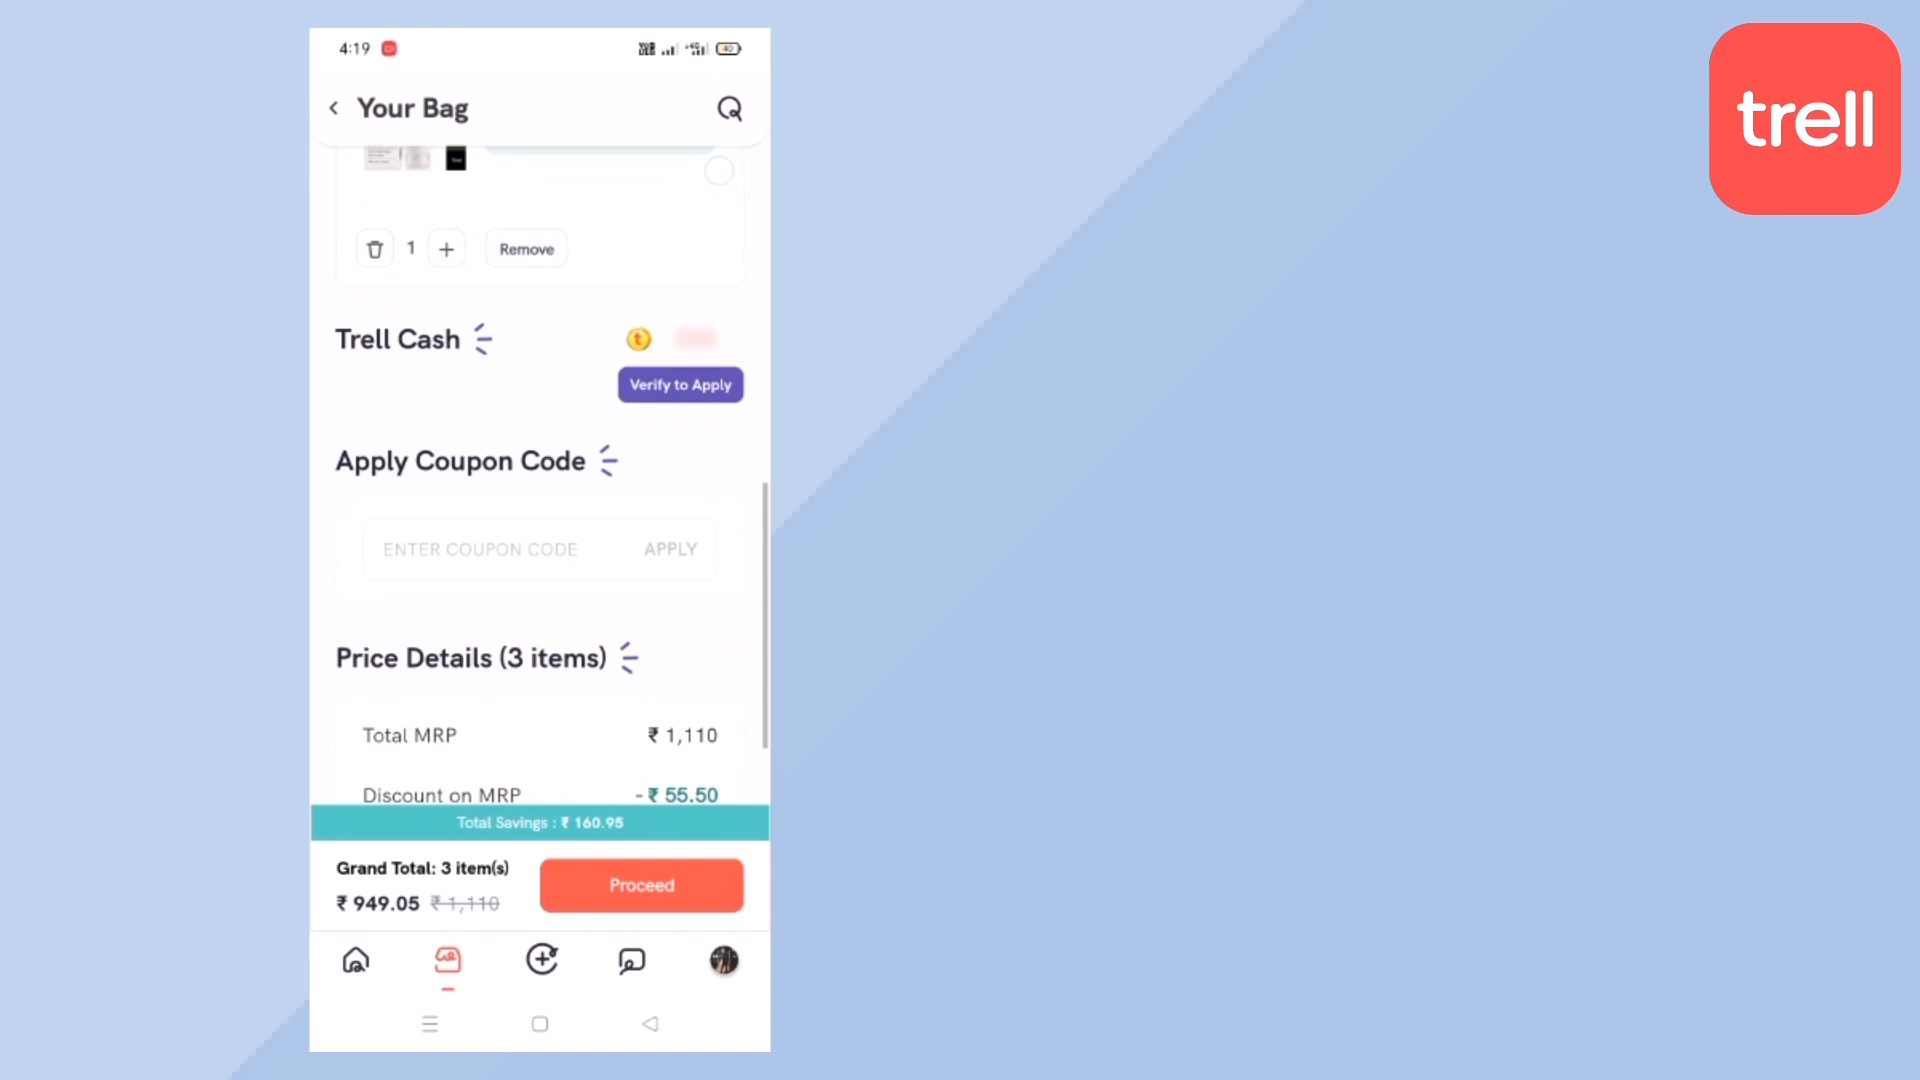 4:19
trell
Your Bag
1
Remove
Trell Cash
Verify to Apply
Apply Coupon Code
ENTER COUPON CODE
APPLY
Price Details (3 items)
Total MRP
₹ 1,110
Discount on MRP
- ₹ 55.50
Total Savings : ₹ 160.95
Grand Total: 3 item(s)
₹ 949.05 ₹ 1,110
Proceed